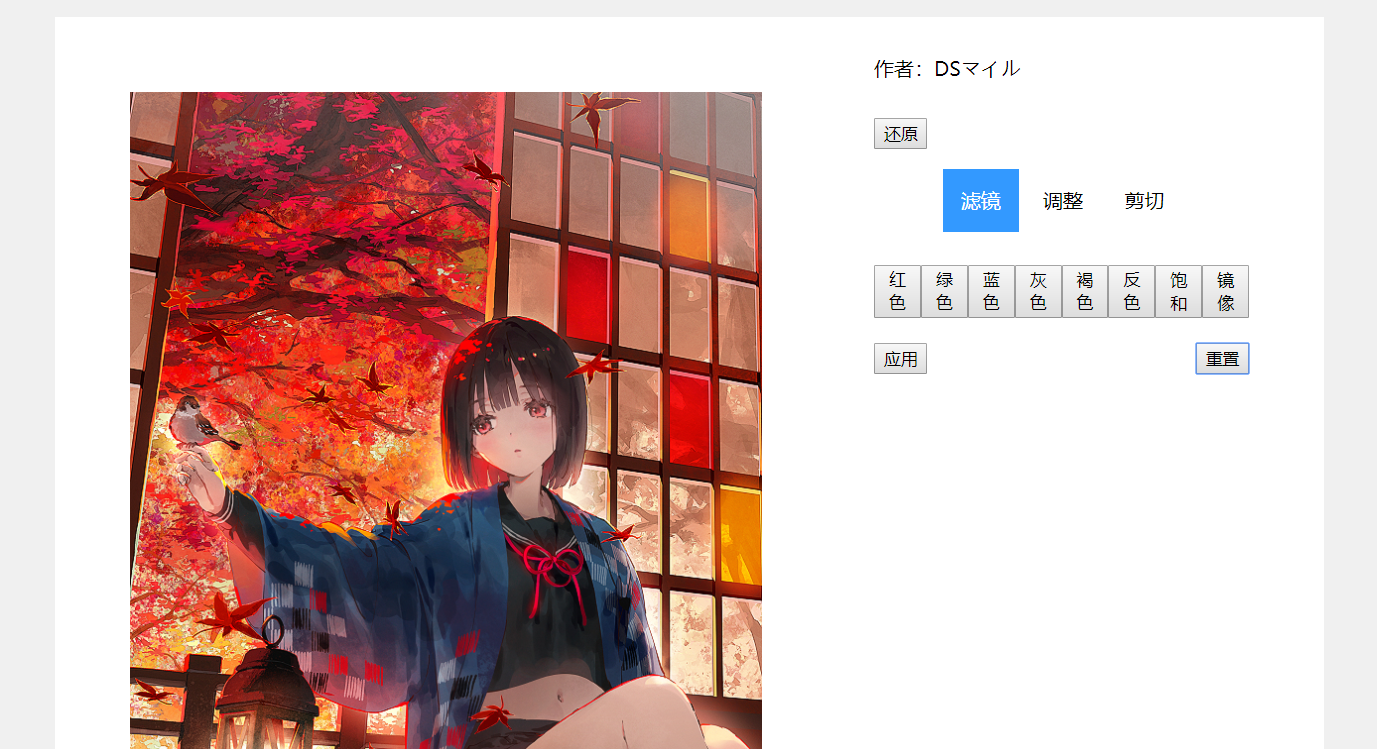 作者：DSマイル
还原
滤镜 调整 剪切
红色 绿色 蓝色 灰色 褐色 反色 饱和 镜像
应用 重置